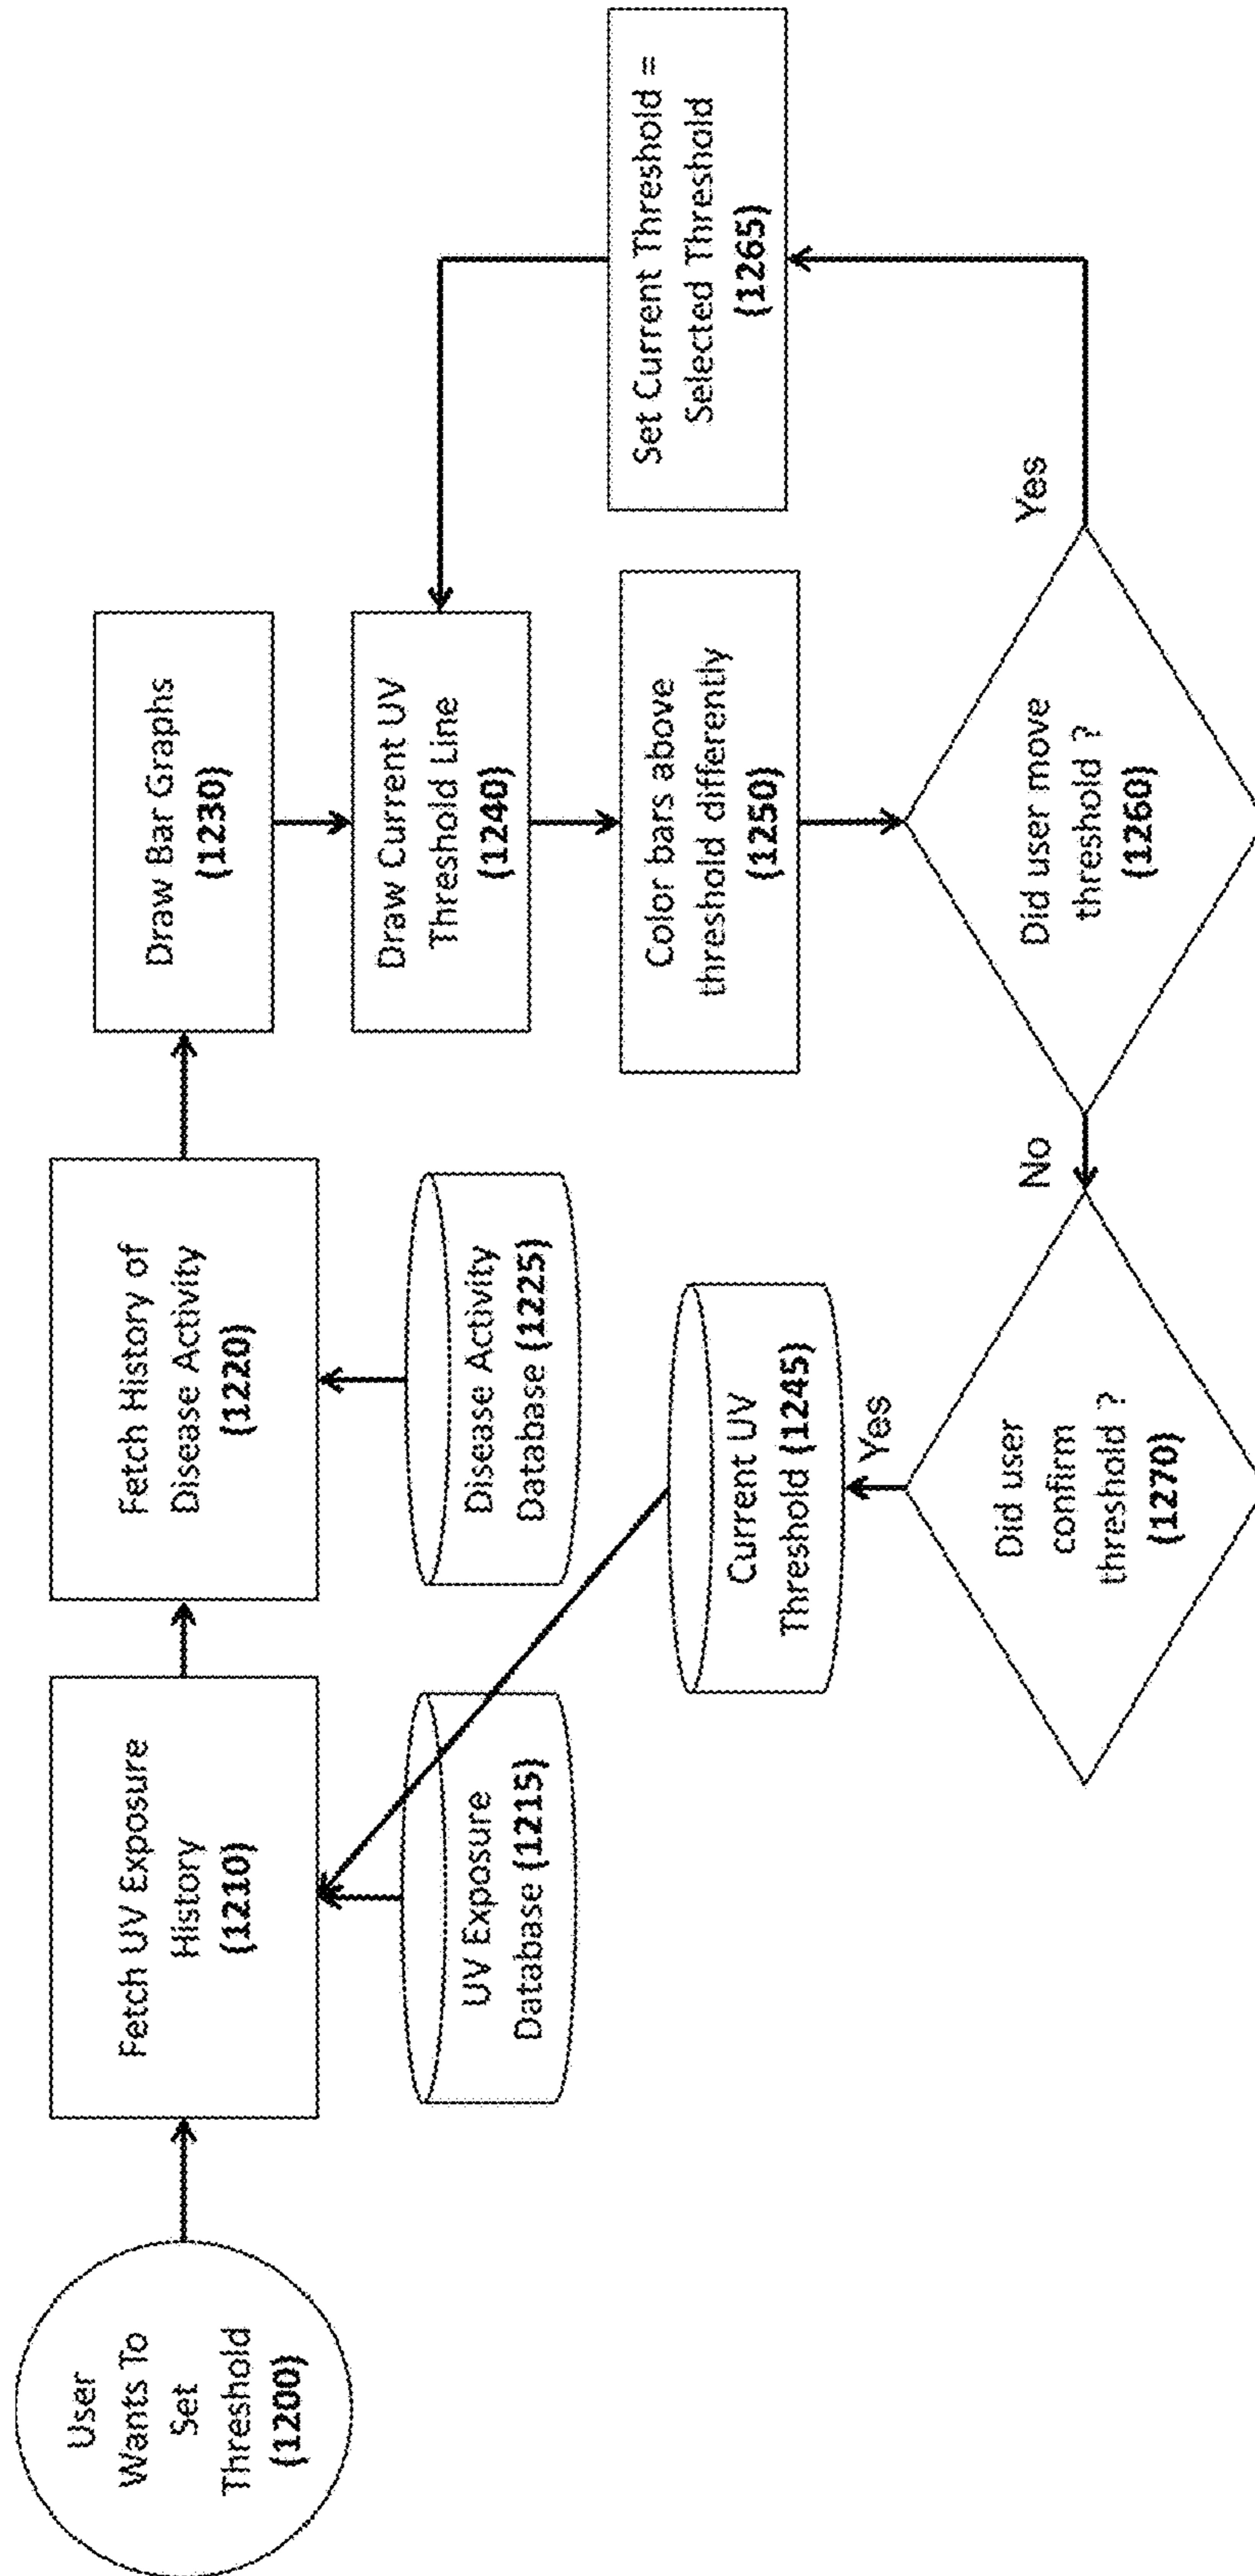 User
Wants To
Set
Threshold
(1200)
Fetch UV Exposure
History
(1210)
UV Exposure
Database (1215)
Fetch History of
Disease Activity
(1220)
Disease Activity
Database (1225)
Draw Bar Graphs
(1230)
Draw Current UV
Threshold Line
(1240)
Color bars above
threshold differently
(1250)
Did user move
threshold ?
(1260)
Yes
Set Current Threshold =
Selected Threshold
(1265)
No
Did user
confirm
threshold ?
(1270)
Yes
Current UV
Threshold (1245)